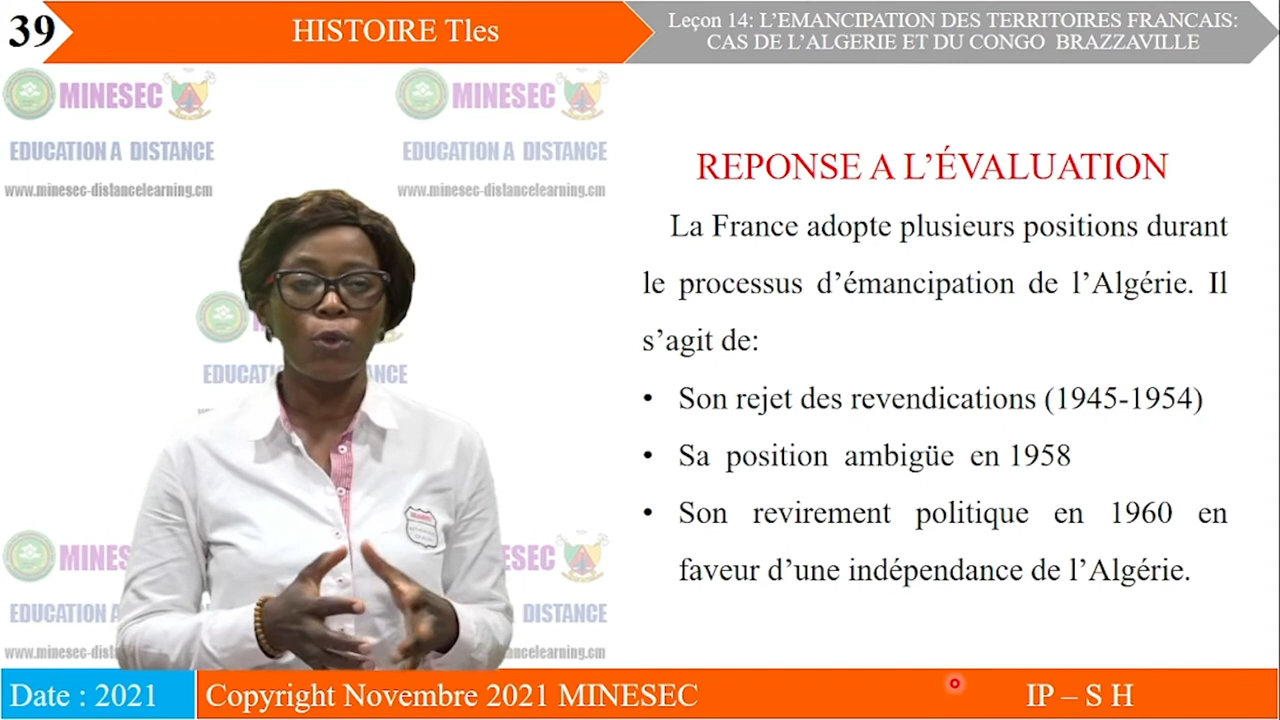 39
HISTOIRE Tles
Leçon 14: L’EMANCIPATION DES TERRITOIRES FRANCAIS:
CAS DE L’ALGERIE ET DU CONGO BRAZZAVILLE
MINESEC
EDUCATION A DISTANCE
www.minesec-distancelearning.cm
MINESEC
EDUCATION A DISTANCE
www.minesec-distancelearning.cm
REPONSE A L’ÉVALUATION
La France adopte plusieurs positions durant
le processus d’émancipation de l’Algérie. Il
s’agit de:
• Son rejet des revendications (1945-1954)
• Sa position ambigüe en 1958
• Son revirement politique en 1960 en
faveur d’une indépendance de l’Algérie.
Date : 2021
Copyright Novembre 2021 MINESEC
IP – S H